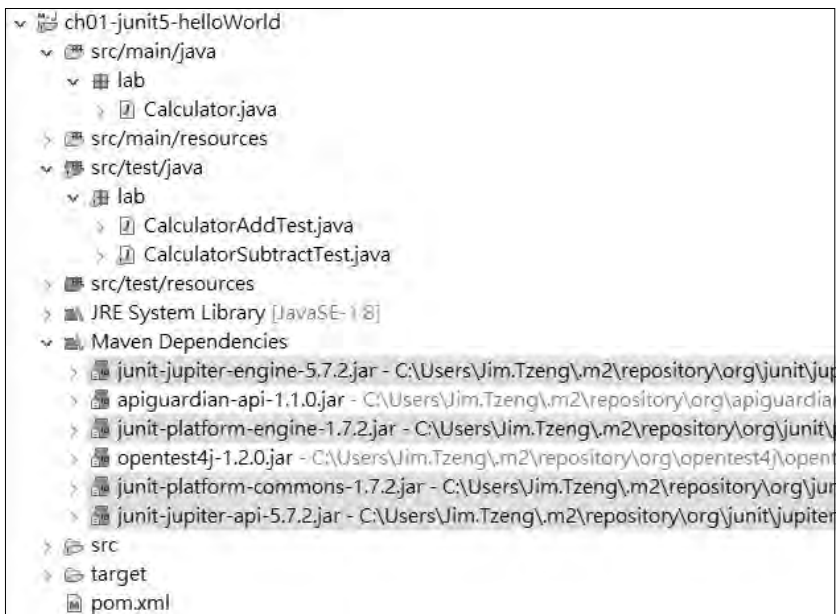 ch01-junit5-helloWorld
src/main/java
lab
Calculator.java
src/main/resources
src/test/java
lab
CalculatorAddTest.java
CalculatorSubtractTest.java
src/test/resources
JRE System Library [JavaSE-1.8]
Maven Dependencies
junit-jupiter-engine-5.7.2.jar - C:\Users\Jim.Tzeng\.m2\repository\org\junit\jup
apiguardian-api-1.1.0.jar - C:\Users\Jim.Tzeng\.m2\repository\org\apiguardia
junit-platform-engine-1.7.2.jar - C:\Users\Jim.Tzeng\.m2\repository\org\junit\
opentest4j-1.2.0.jar - C:\Users\Jim.Tzeng\.m2\repository\org\opentest4j\opent
junit-platform-commons-1.7.2.jar - C:\Users\Jim.Tzeng\.m2\repository\org\jun
junit-jupiter-api-5.7.2.jar - C:\Users\Jim.Tzeng\.m2\repository\org\junit\jupiter
src
target
pom.xml